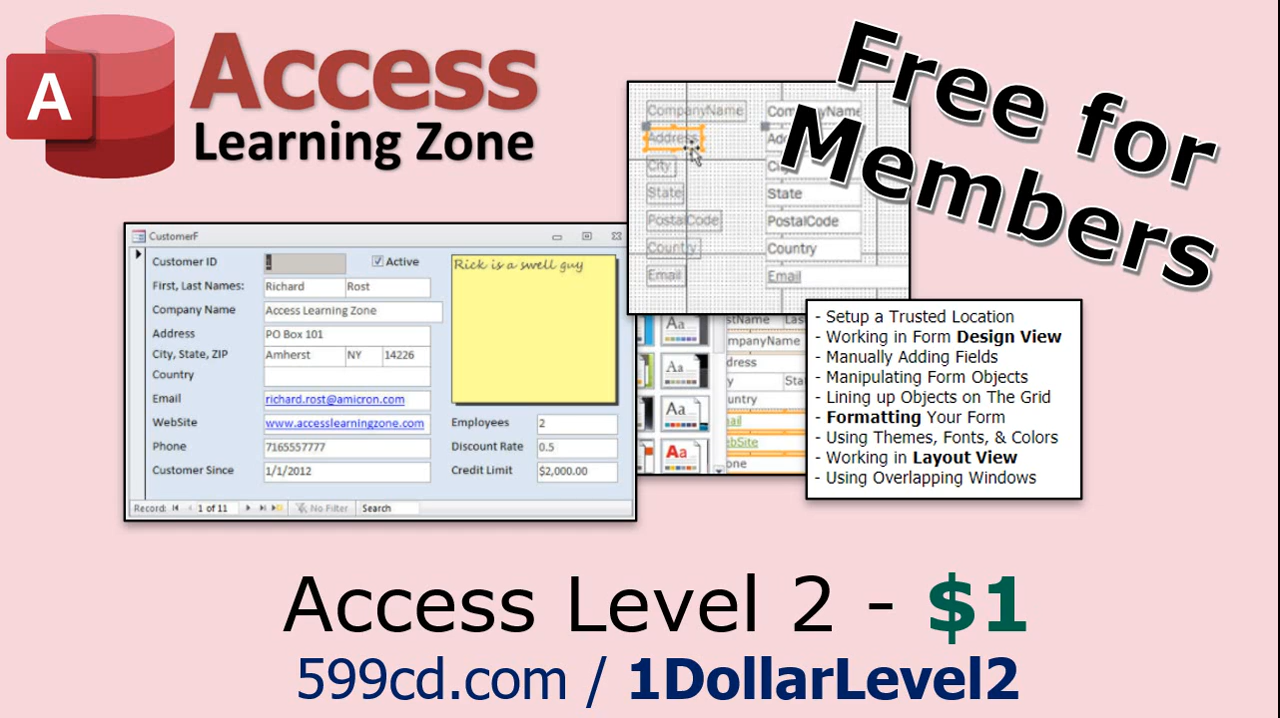 A
Access
Learning Zone
Free for
Members
CompanyName
CompanyName
Address
City
State
State
PostalCode
PostalCode
Country
Country
Email
Email
CustomerF
Customer ID
Active
First, Last Names:
Richard
Rost
Company Name
Access Learning Zone
Address
PO Box 101
City, State, ZIP
Amherst
NY
14226
Country
Email
richard.rost@amicron.com
WebSite
www.accesslearningzone.com
Phone
7165557777
Customer Since
1/1/2012
Rick is a swell guy
Employees
2
Discount Rate
0.5
Credit Limit
$2,000.00
Record:
1 of 11
No Filter
Search
Aa
Aa
Aa
Aa
- Setup a Trusted Location
- Working in Form Design View
- Manually Adding Fields
- Manipulating Form Objects
- Lining up Objects on The Grid
- Formatting Your Form
- Using Themes, Fonts, & Colors
- Working in Layout View
- Using Overlapping Windows
Access Level 2 - $1
599cd.com / 1DollarLevel2